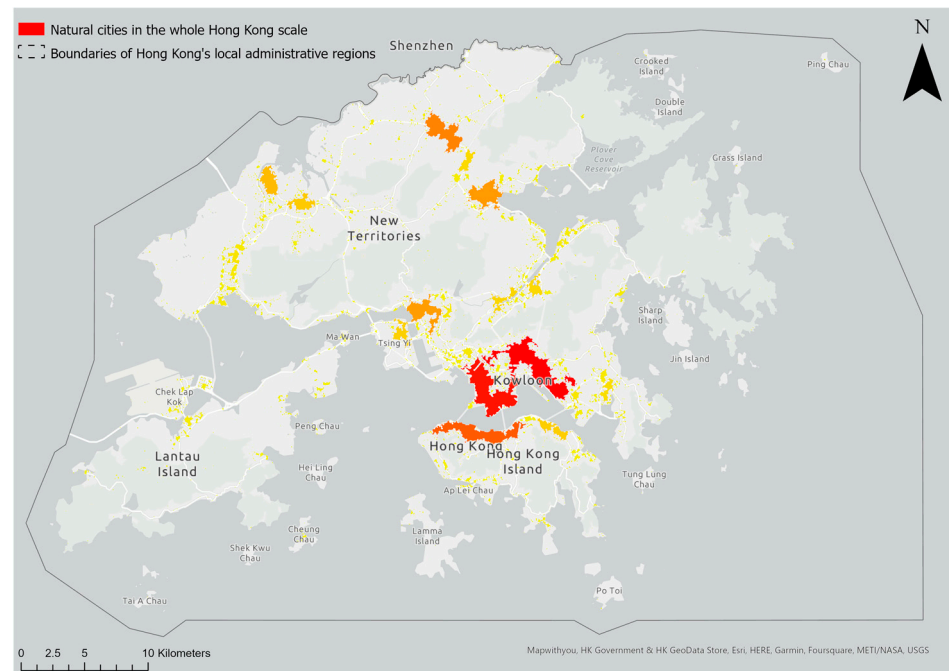 Natural cities in the whole Hong Kong scale
Boundaries of Hong Kong's local administrative regions
Shenzhen
N
Crooked
Island
Ping Chau
Double
Island
Plover
Cove
Reservoir
Grass Island
New
Territories
Sharp
Island
Ma Wan
Tsing Yi
Jin Island
Kowloon
Chek Lap
Kok
Peng Chau
Hong Kong
Hong Kong
Island
Lantau
Island
Hei Ling
Chau
Tung Lung
Chau
Ap Lei Chau
Cheung
Chau
Lamma
Island
Shek Kwu
Chau
Tai A Chau
Po Toi
0 2.5 5 10 Kilometers
Mapwithyou, HK Government & HK GeoData Store, Esri, HERE, Garmin, Foursquare, METI/NASA, USGS